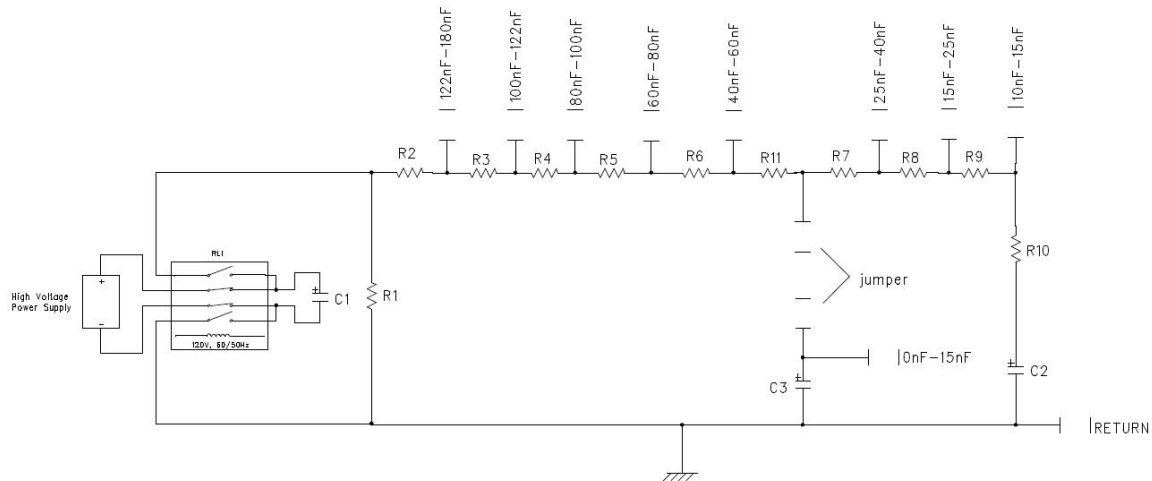 |122nF-180nF
|100nF-122nF
|80nF-100nF
|60nF-80nF
|40nF-60nF
|25nF-40nF
|15nF-25nF
|10nF-15nF
R2
R3
R4
R5
R6
R11
R7
R8
R9
R10
RL1
+
High Voltage
Power Supply
-
120V, 60/50Hz
+
C1
R1
jumper
|0nF-15nF
+
C3
+
C2
|RETURN